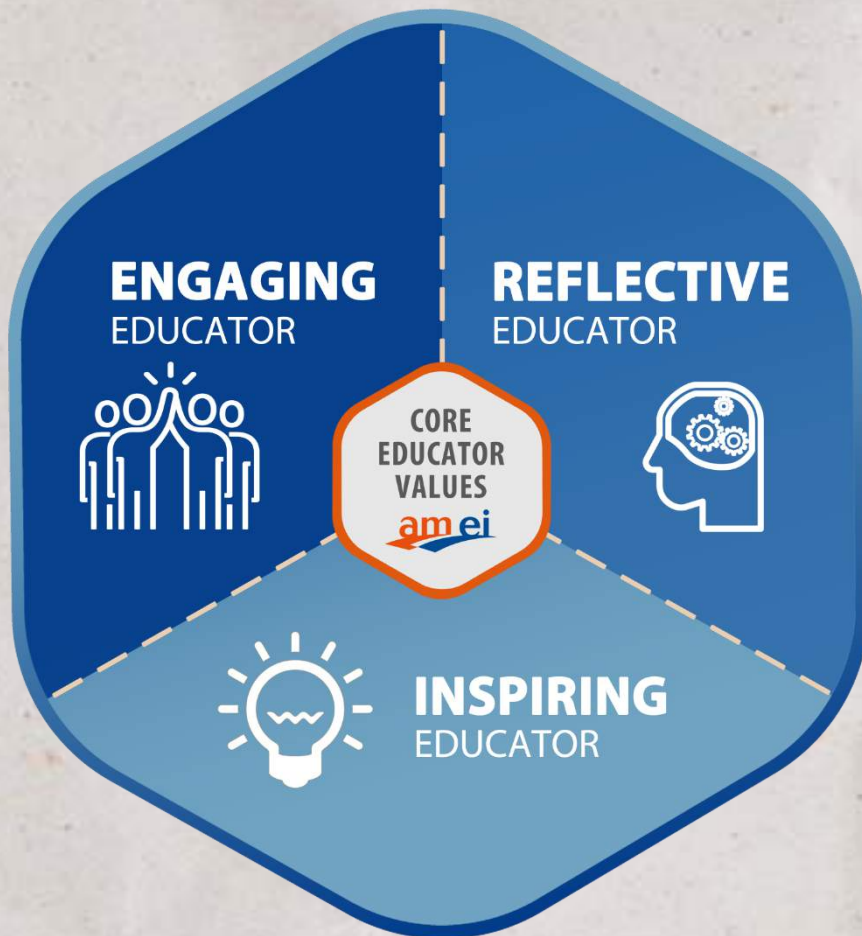 ENGAGING
EDUCATOR
REFLECTIVE
EDUCATOR
CORE
EDUCATOR
VALUES
am ei
INSPIRING
EDUCATOR